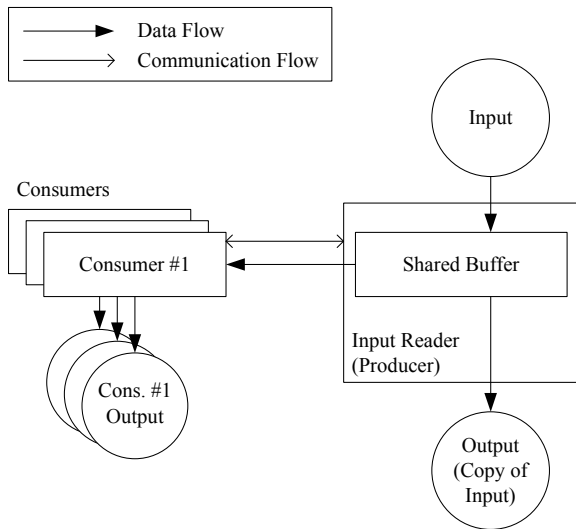 Data Flow
Communication Flow
Input
Consumers
Consumer #1
Shared Buffer
Input Reader
(Producer)
Cons. #1
Output
Output
(Copy of
Input)